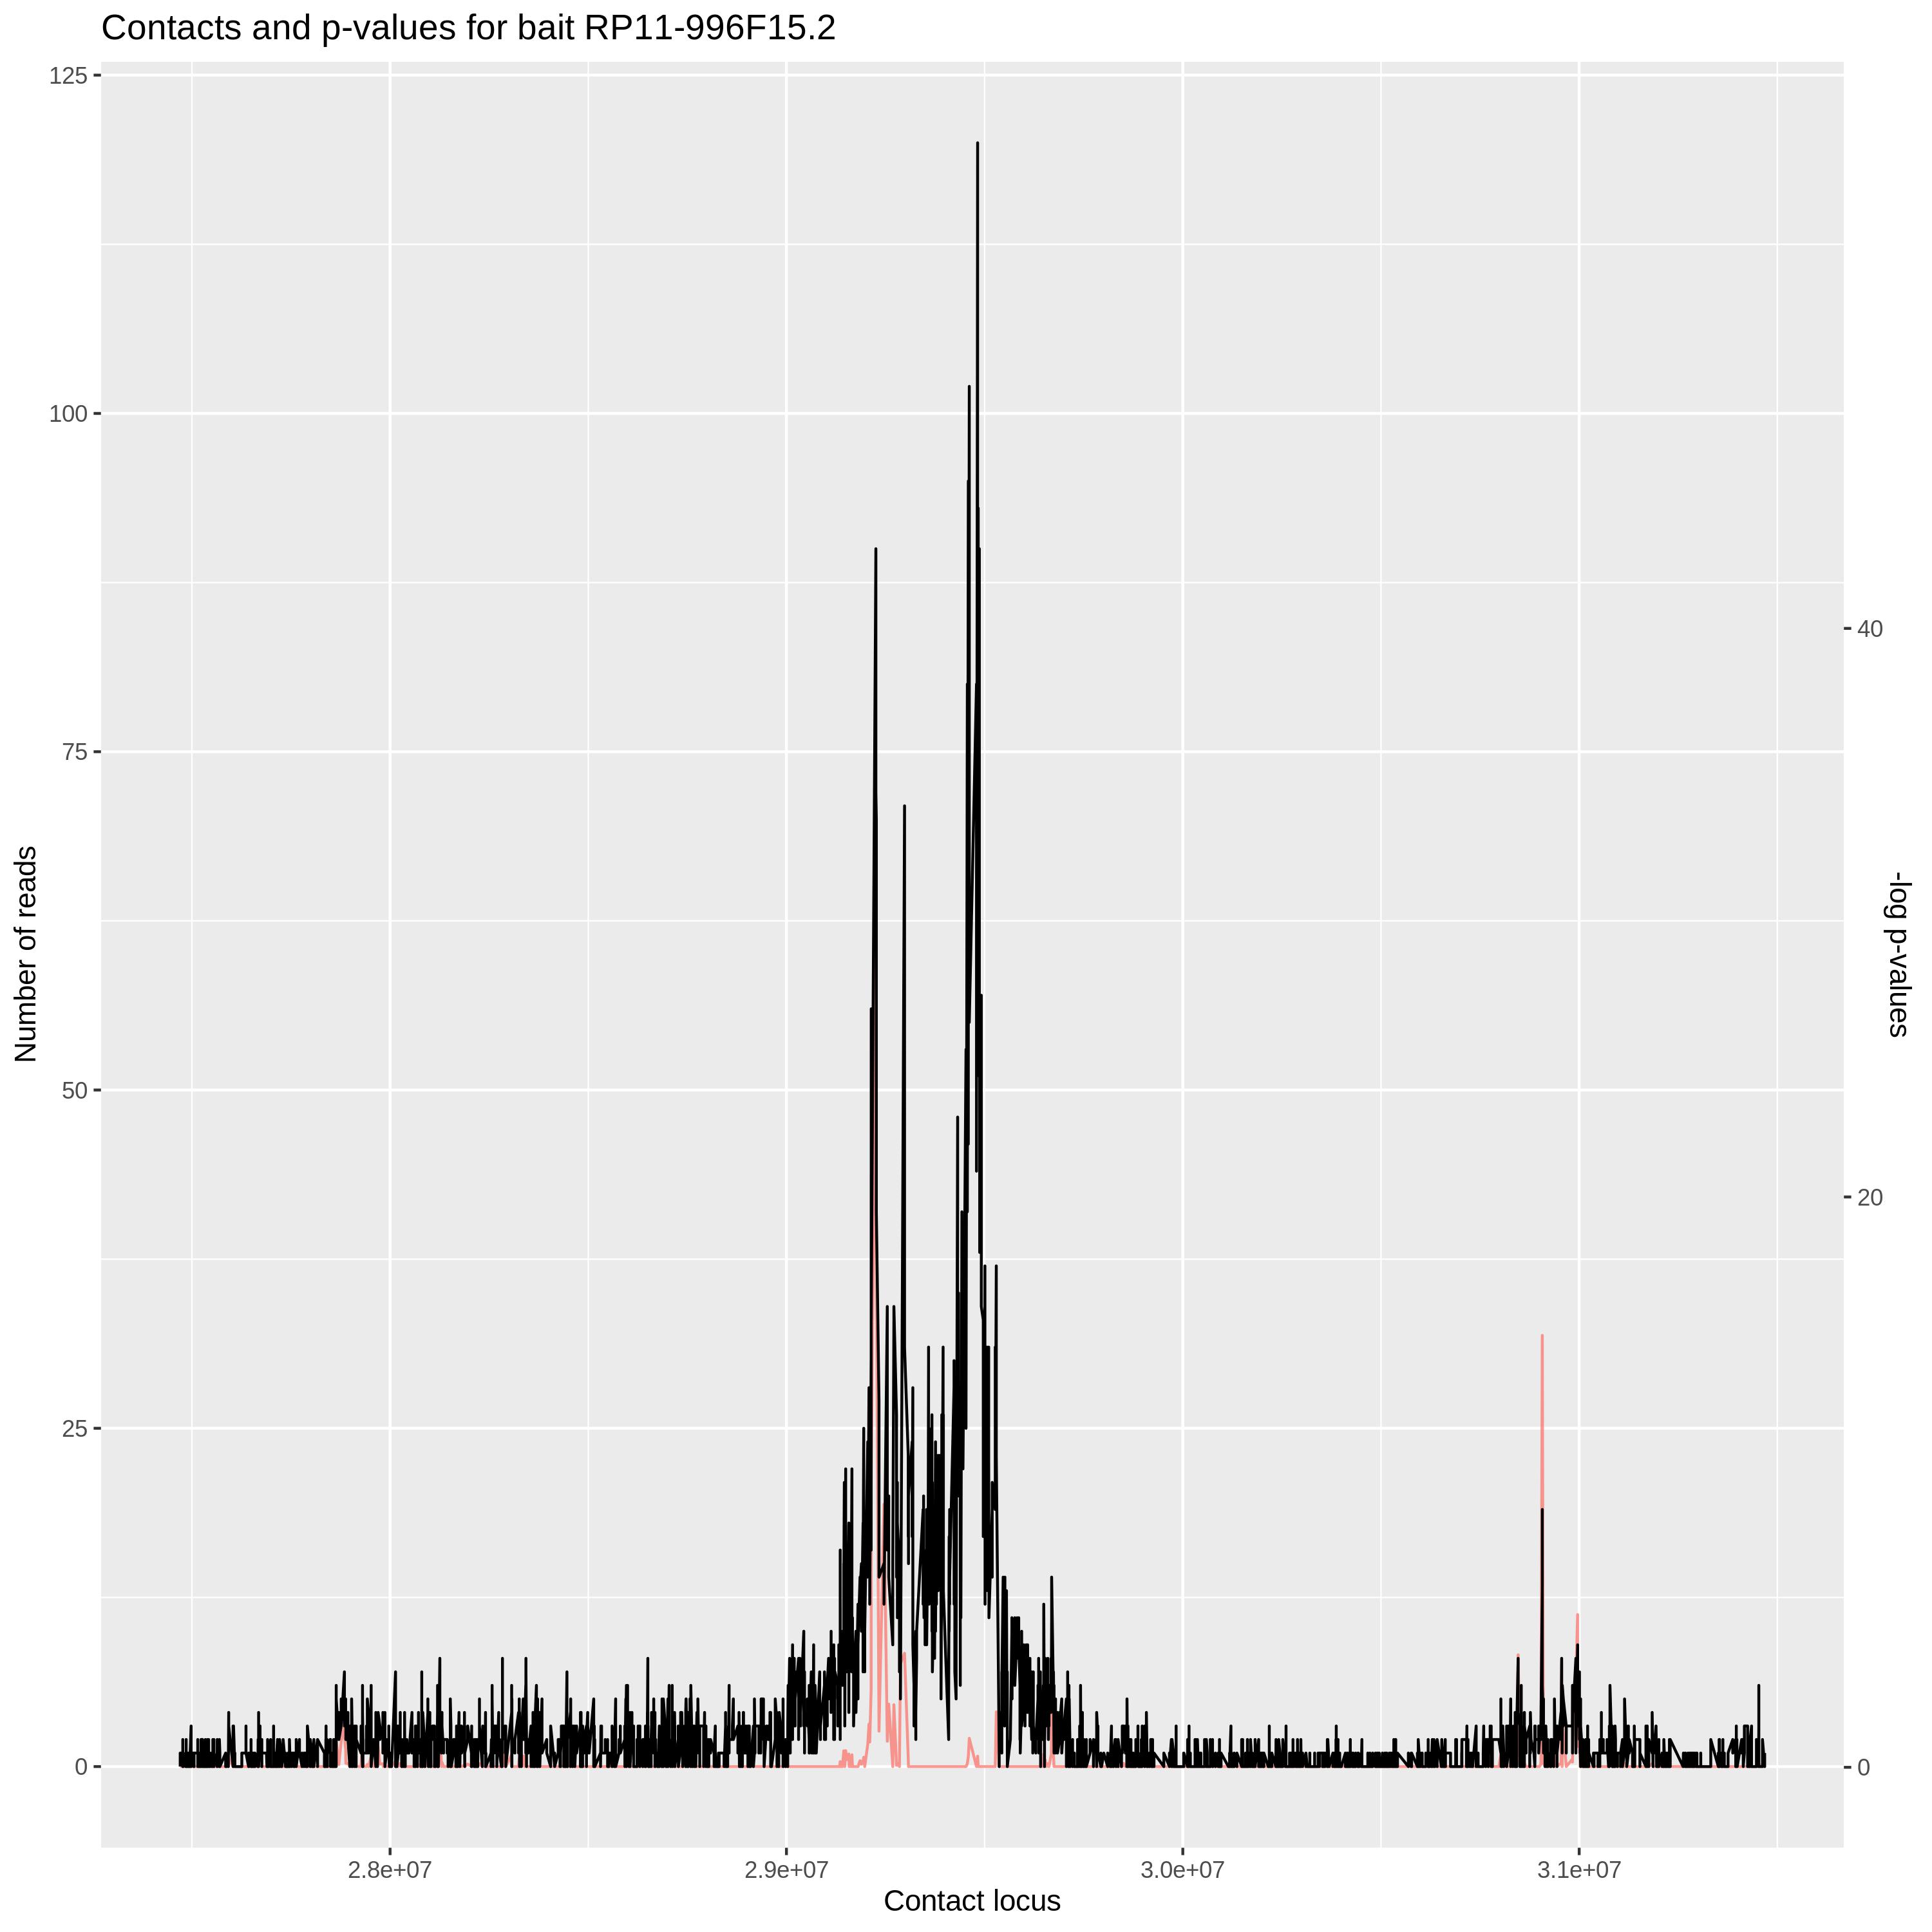 Contacts and p-values for bait RP11-996F15.2
125
100
75
50
25
0
Number of reads
40
20
0
-log p-values
2.8e+07
2.9e+07
3.0e+07
3.1e+07
Contact locus